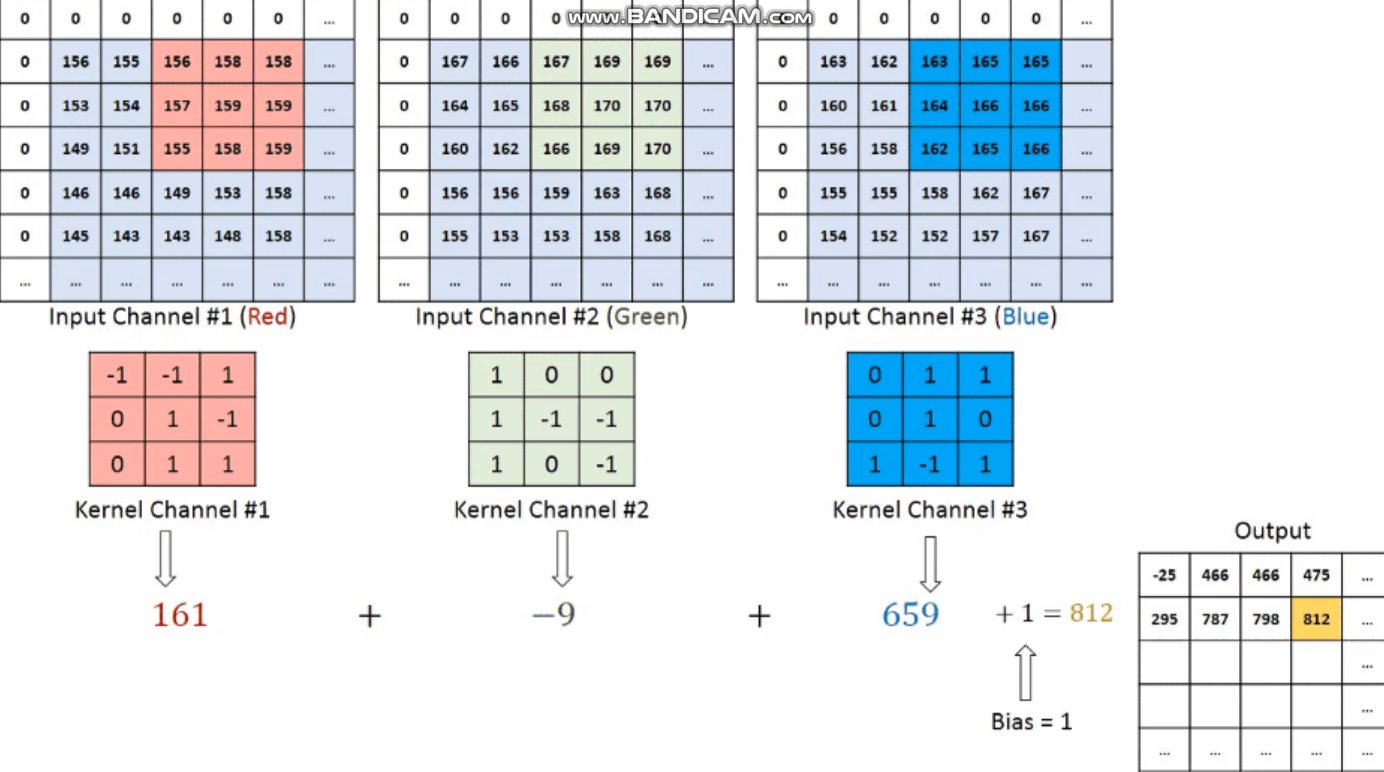 www.BANDICAM.com
0 0 0 0 0 0 ... 0 0 0 0 ... 0 0 0 0 0 0 ...
0 156 155 156 158 158 ... 0 167 166 167 169 169 ... 0 163 162 163 165 165 ...
0 153 154 157 159 159 ... 0 164 165 168 170 170 ... 0 160 161 164 166 166 ...
0 149 151 155 158 159 ... 0 160 162 166 169 170 ... 0 156 158 162 165 166 ...
0 146 146 149 153 158 ... 0 156 156 159 163 168 ... 0 155 155 158 162 167 ...
0 145 143 143 148 158 ... 0 155 153 153 158 168 ... 0 154 152 152 157 167 ...
... ... ... ... ... ... ... ... ... ... ... ... ... ... ... ... ... ... ... ... ...
Input Channel #1 (Red) Input Channel #2 (Green) Input Channel #3 (Blue)
-1 -1 1 1 0 0 0 1 1
0 1 -1 1 -1 -1 0 1 0
0 1 1 1 0 -1 1 -1 1
Kernel Channel #1 Kernel Channel #2 Kernel Channel #3
161 + −9 + 659 + 1 = 812
Bias = 1
Output
-25 466 466 475 ...
295 787 798 812 ...
...
...
... ... ... ... ...